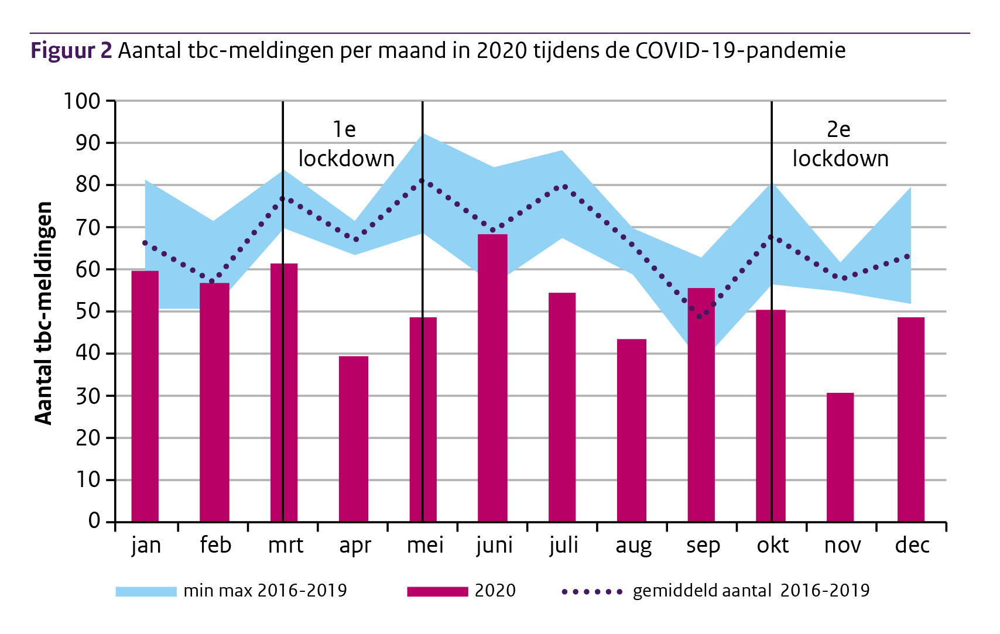 Figuur 2 Aantal tbc-meldingen per maand in 2020 tijdens de COVID-19-pandemie
100
90
80
70
60
50
40
30
20
10
0
Aantal tbc-meldingen
1e
lockdown
2e
lockdown
jan feb mrt apr mei juni juli aug sep okt nov dec
min max 2016-2019 2020 gemiddeld aantal 2016-2019